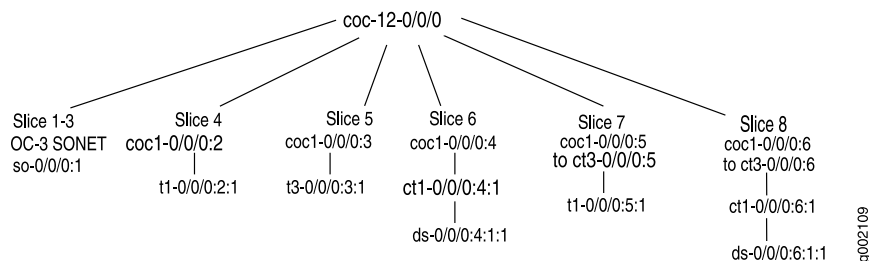 coc-12-0/0/0
Slice 1-3
OC-3 SONET
so-0/0/0:1
Slice 4
coc1-0/0/0:2
t1-0/0/0:2:1
Slice 5
coc1-0/0/0:3
t3-0/0/0:3:1
Slice 6
coc1-0/0/0:4
ct1-0/0/0:4:1
ds-0/0/0:4:1:1
Slice 7
coc1-0/0/0:5
to ct3-0/0/0:5
t1-0/0/0:5:1
Slice 8
coc1-0/0/0:6
to ct3-0/0/0:6
ct1-0/0/0:6:1
ds-0/0/0:6:1:1
g002109